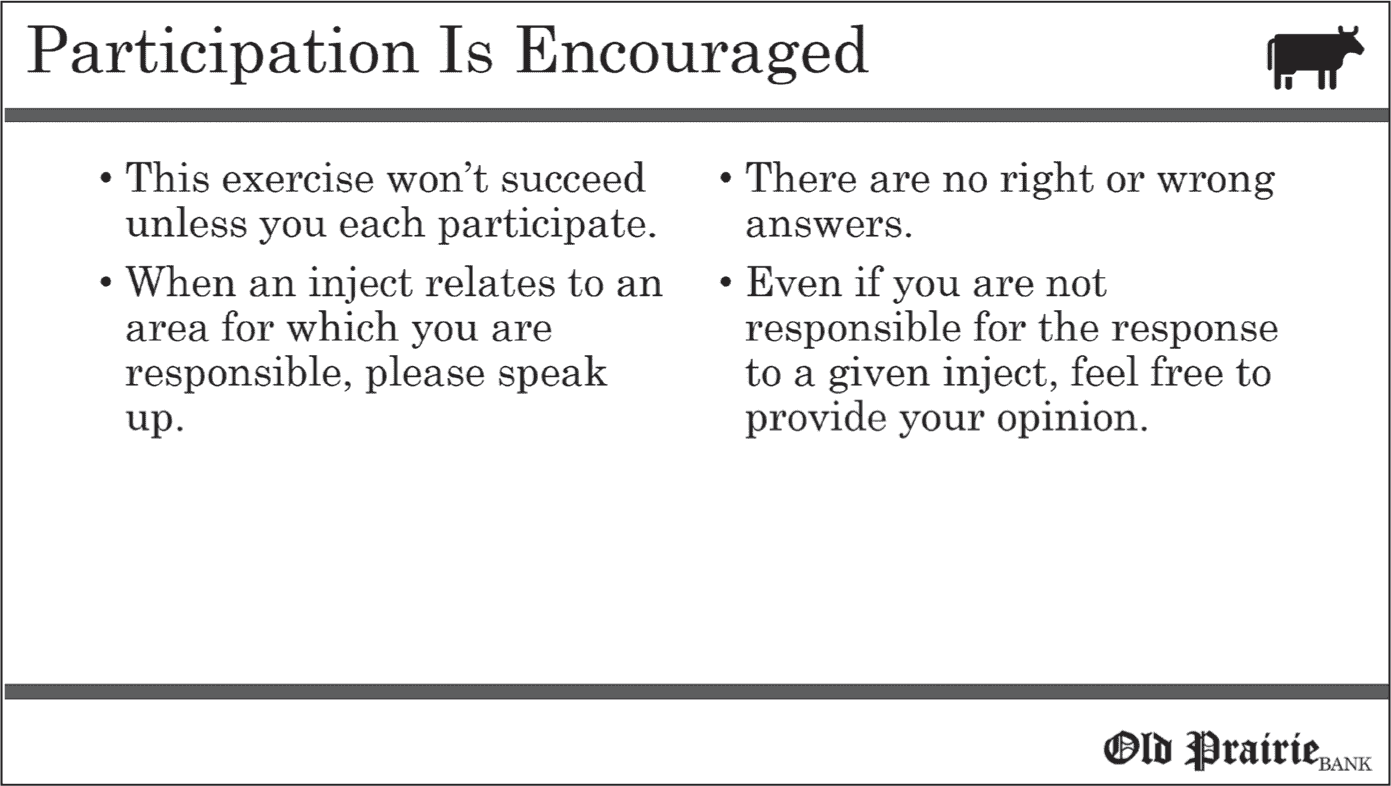 Participation Is Encouraged
• This exercise won’t succeed
unless you each participate.
• When an inject relates to an
area for which you are
responsible, please speak
up.
• There are no right or wrong
answers.
• Even if you are not
responsible for the response
to a given inject, feel free to
provide your opinion.
Old Prairie BANK